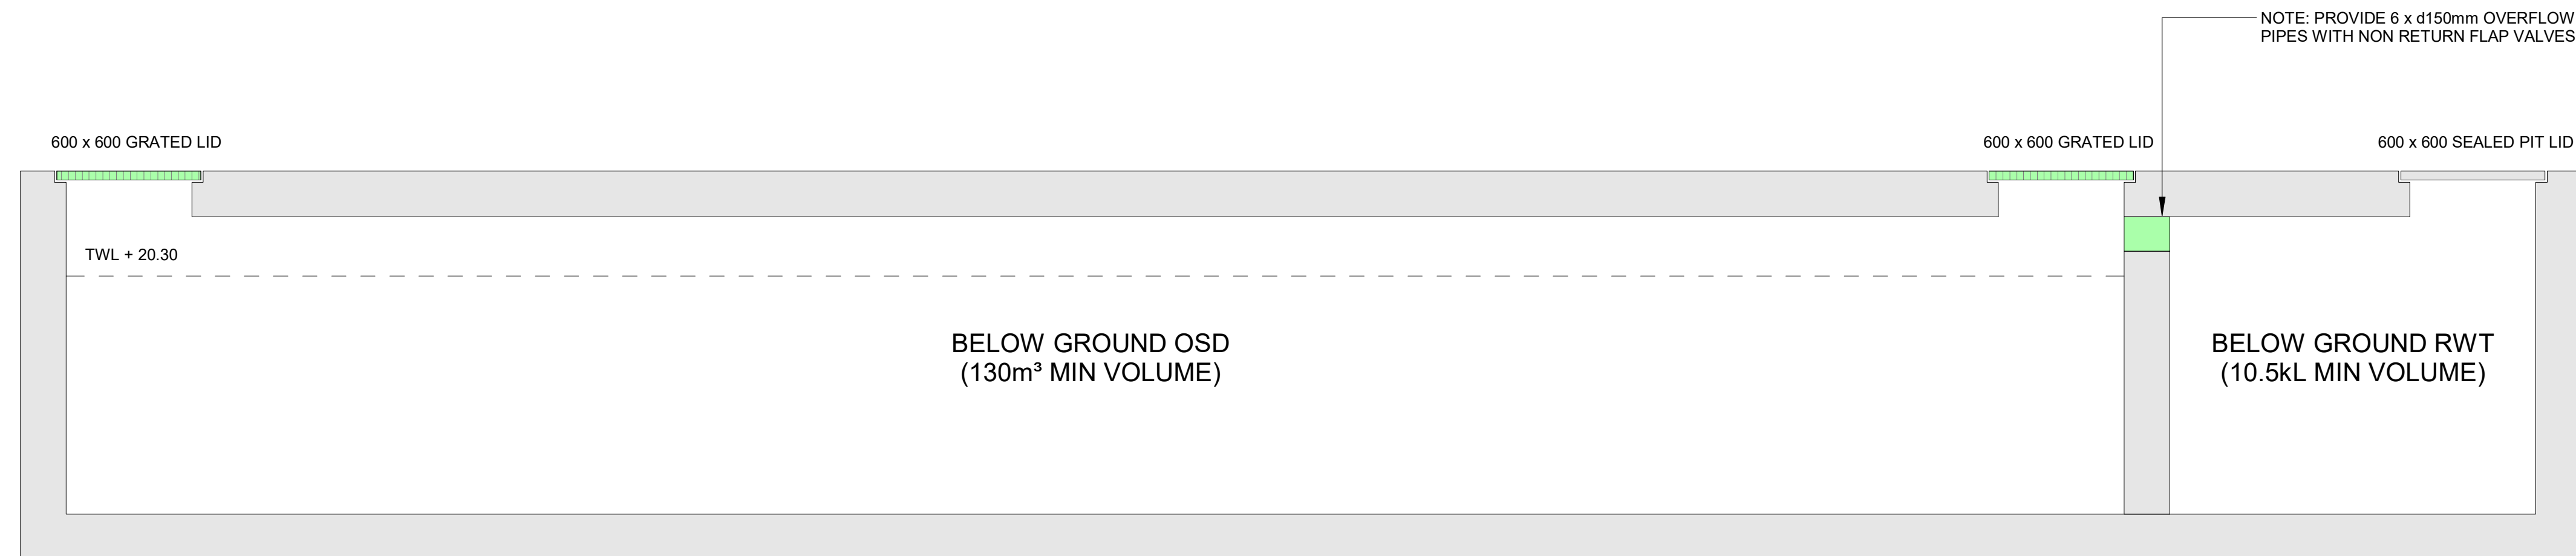 NOTE: PROVIDE 6 x d150mm OVERFLOW
PIPES WITH NON RETURN FLAP VALVES
600 x 600 GRATED LID
600 x 600 GRATED LID
600 x 600 SEALED PIT LID
TWL + 20.30
BELOW GROUND OSD
(130m³ MIN VOLUME)
BELOW GROUND RWT
(10.5kL MIN VOLUME)